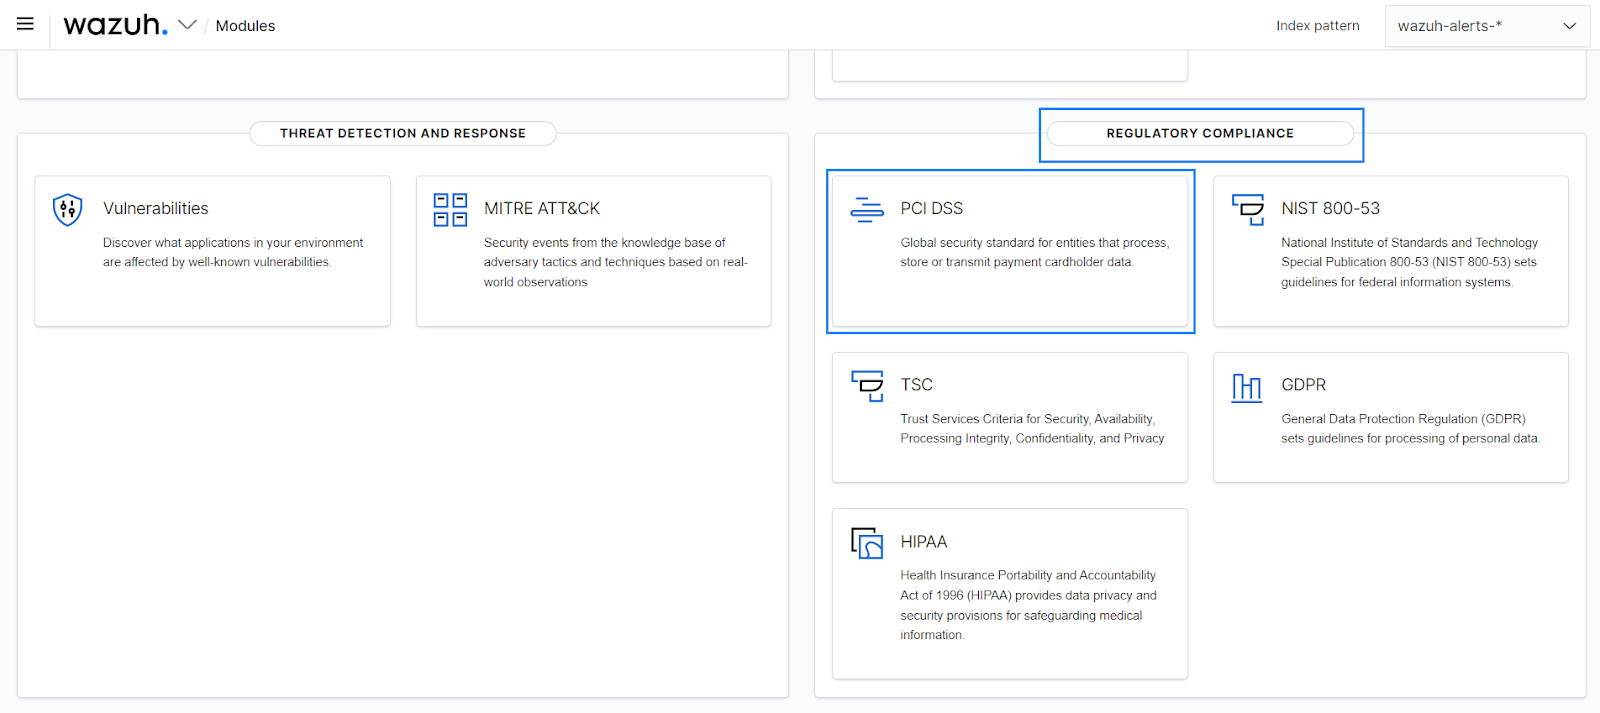 wazuh. / Modules
Index pattern
wazuh-alerts-*
THREAT DETECTION AND RESPONSE
Vulnerabilities
Discover what applications in your environment
are affected by well-known vulnerabilities.
MITRE ATT&CK
Security events from the knowledge base of
adversary tactics and techniques based on real-
world observations
REGULATORY COMPLIANCE
PCI DSS
Global security standard for entities that process,
store or transmit payment cardholder data.
NIST 800-53
National Institute of Standards and Technology
Special Publication 800-53 (NIST 800-53) sets
guidelines for federal information systems.
TSC
Trust Services Criteria for Security, Availability,
Processing Integrity, Confidentiality, and Privacy
GDPR
General Data Protection Regulation (GDPR)
sets guidelines for processing of personal data.
HIPAA
Health Insurance Portability and Accountability
Act of 1996 (HIPAA) provides data privacy and
security provisions for safeguarding medical
information.